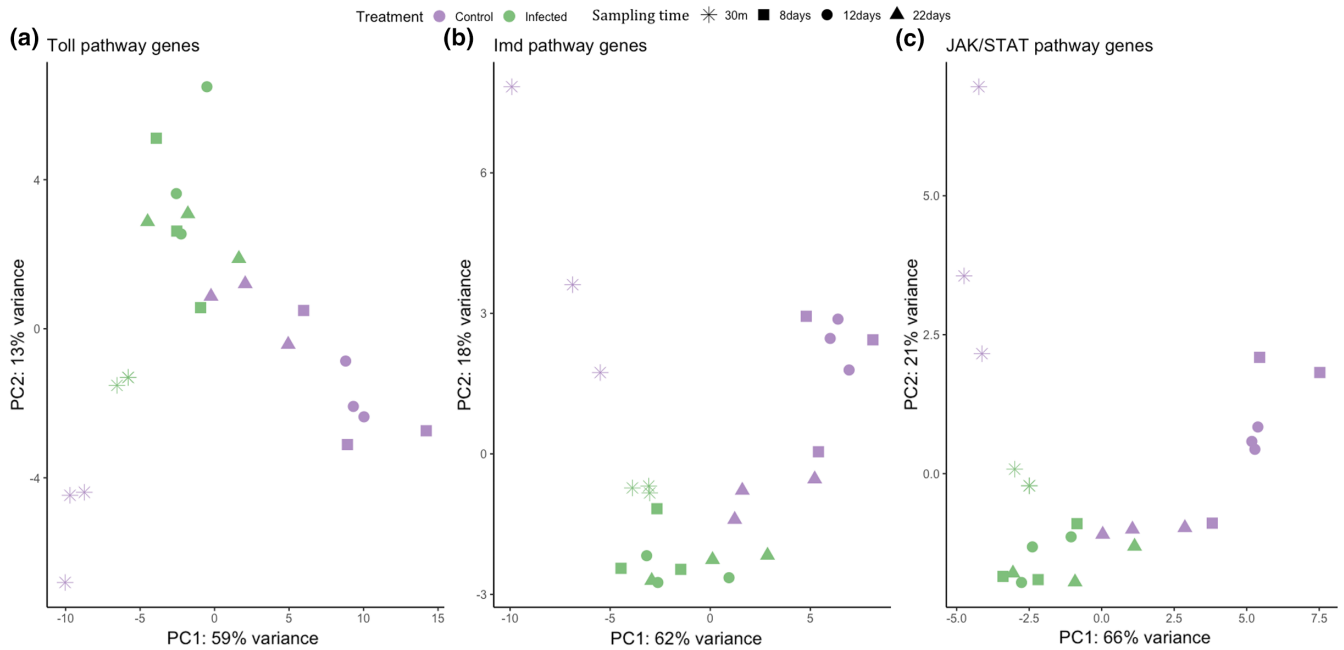 Treatment Control Infected Sampling time 30m 8days 12days 22days
(a) Toll pathway genes
4
0
-4
-10 -5 0 5 10 15
PC1: 59% variance
PC2: 13% variance
(b) Imd pathway genes
6
3
0
-3
-10 -5 0 5
PC1: 62% variance
PC2: 18% variance
(c) JAK/STAT pathway genes
5.0
2.5
0.0
-5.0 -2.5 0.0 2.5 5.0 7.5
PC1: 66% variance
PC2: 21% variance